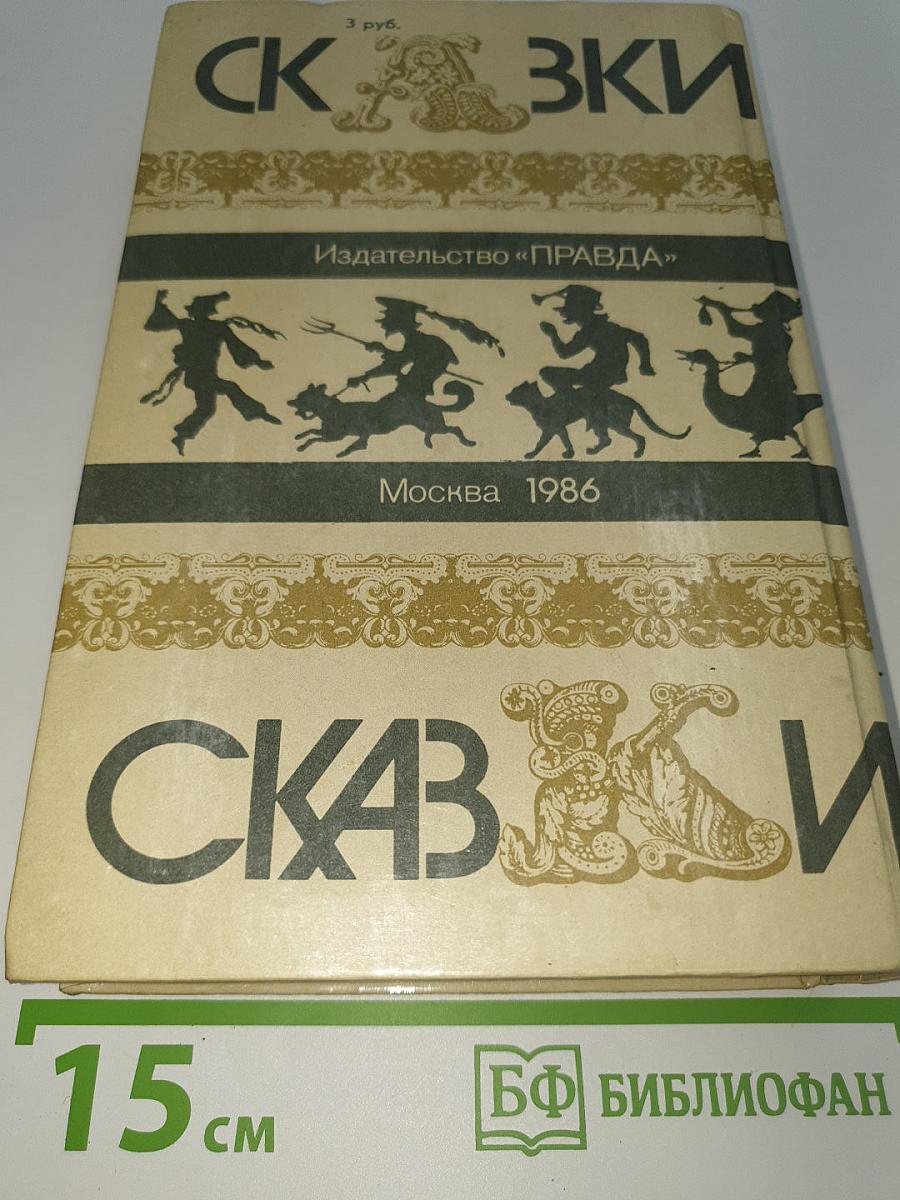 3 руб.
СКАЗКИ
Издательство «ПРАВДА»
Москва 1986
СКАЗКИ
15 см
БФ БИБЛИОФАН